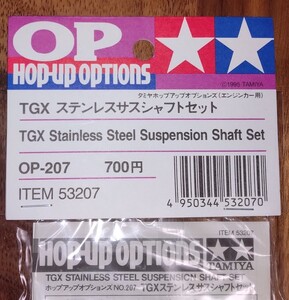 OP
HOP-UP OPTIONS
©1995 TAMIYA
タミヤホップアップオプションズ(エンジンカー用)
TGX ステンレスサスシャフトセット
TGX Stainless Steel Suspension Shaft Set
OP-207 700円
ITEM 53207
4 950344 532070
ITEM 53207
HOP-UP OPTIONS
TAMIYA
TGX STAINLESS STEEL SUSPENSION SHAFT SET
ホップアップオプションズ NO.207 TGXステンレスサスシャフトセット